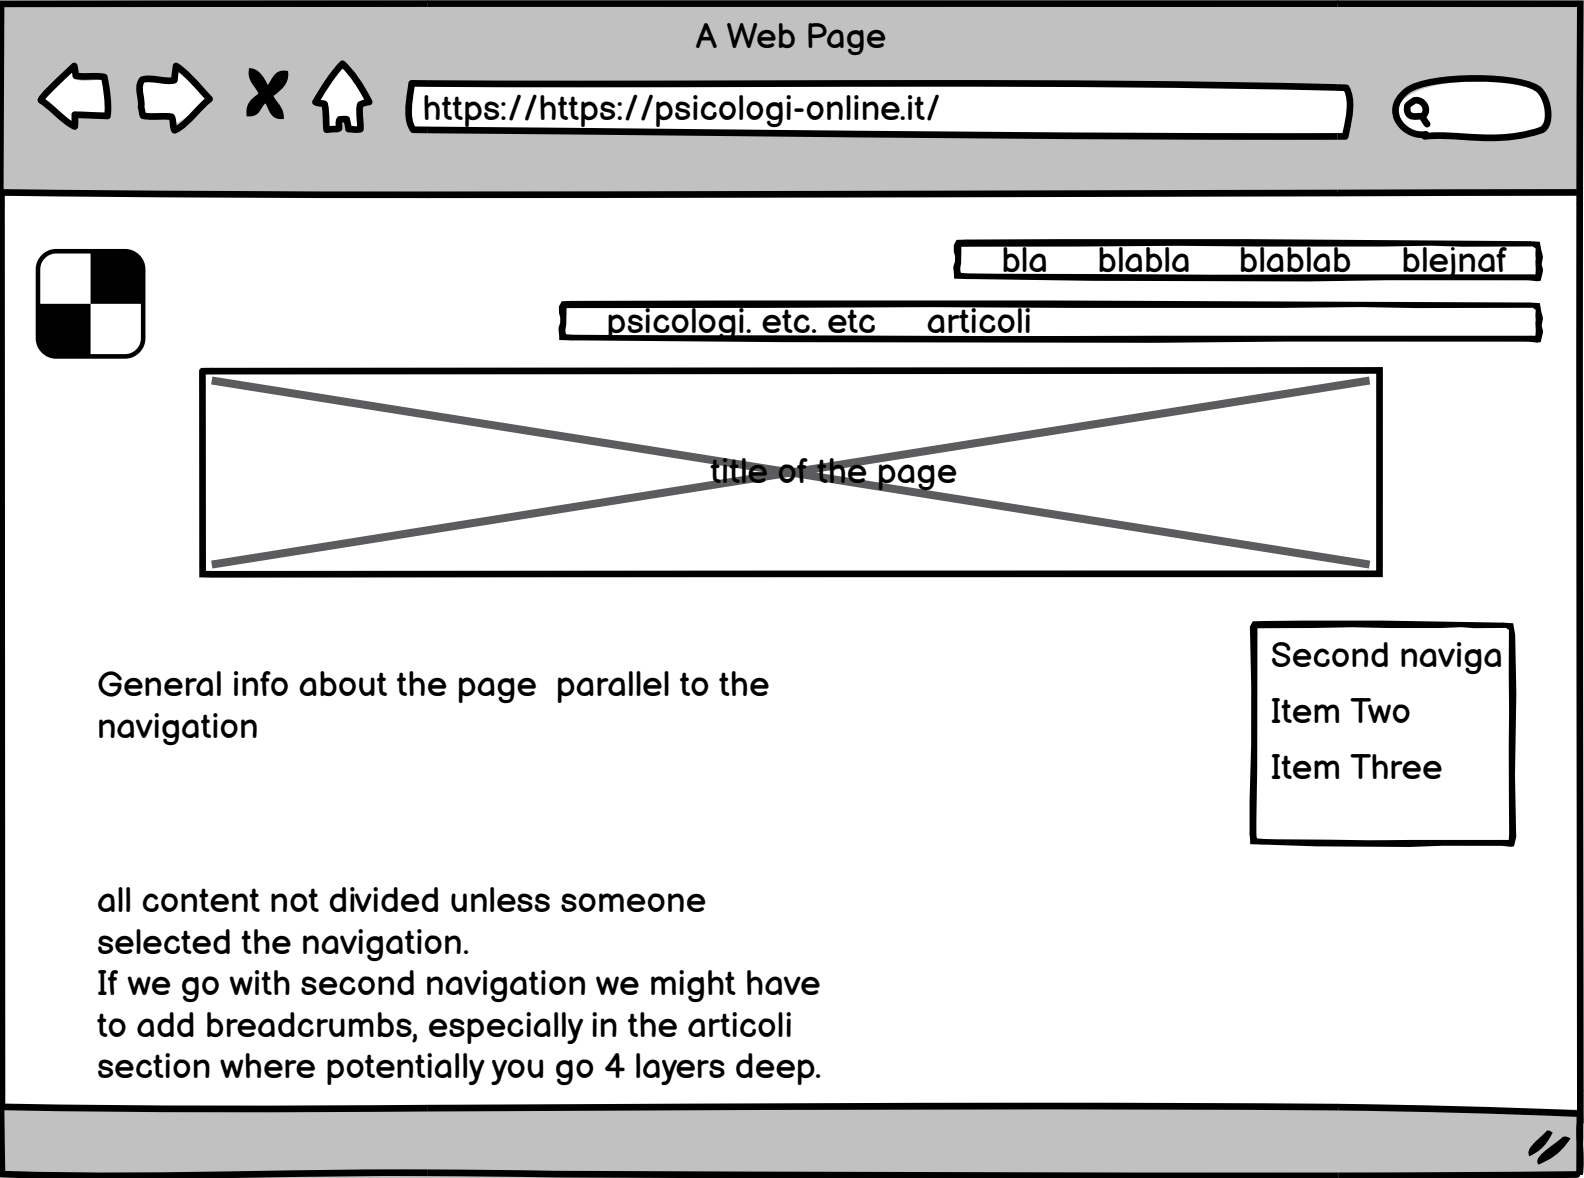 A Web Page
https://https://psicologi-online.it/
bla blabla blablab blejnaf
psicologi. etc. etc articoli
title of the page
Second naviga
General info about the page parallel to the
navigation
Item Two
Item Three
all content not divided unless someone
selected the navigation.
If we go with second navigation we might have
to add breadcrumbs, especially in the articoli
section where potentially you go 4 layers deep.